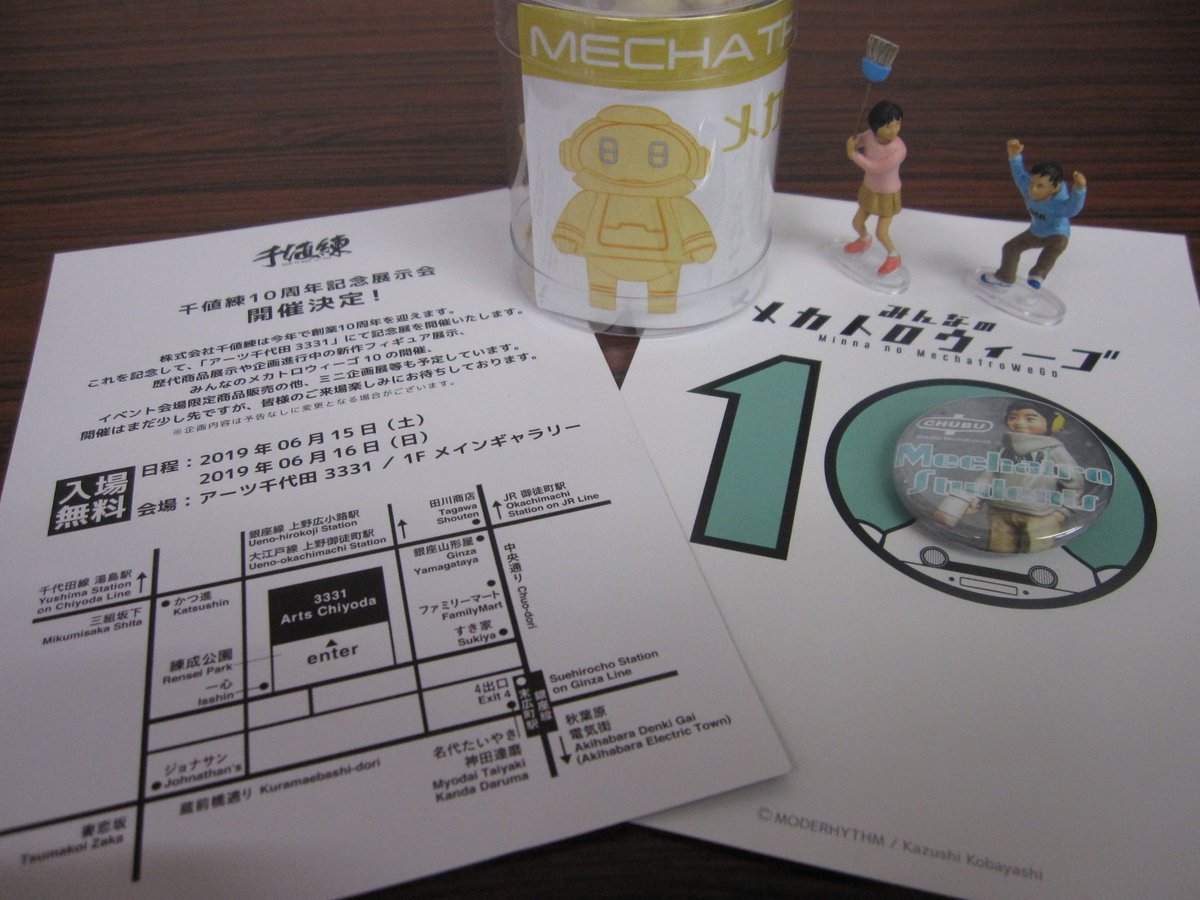 MECHATR
メカ
千値練
千値練10周年記念展示会
開催決定!
株式会社千値練は今年で創業10周年を迎えます。
これを記念して、「アーツ千代田 3331」にて記念展を開催いたします。
歴代商品展示や企画進行中の新作フィギュア展示、
みんなのメカトロウィーゴ 10 の開催、
イベント会場限定商品販売の他、ミニ企画展等も予定しています。
開催はまだ少し先ですが、皆様のご来場楽しみにお待ちしております。
※企画内容は予告なしに変更となる場合がございます。
入場
無料
日程:2019年06月15日(土)
2019年06月16日(日)
会場:アーツ千代田 3331 / 1F メインギャラリー
千代田線 湯島駅
Yushima Station
on Chiyoda Line
三組坂下
Mikumisaka Shita
銀座線 上野広小路駅
Ueno-hirokoji Station
大江戸線 上野御徒町駅
Ueno-okachimachi Station
田川商店
Tagawa
Shouten
JR 御徒町駅
Okachimachi
Station on JR Line
かつ進
Katsushin
3331
Arts Chiyoda
enter
銀座山形屋
Ginza
Yamagataya
中央通り Chuo-dori
ファミリーマート
FamilyMart
すき家
Sukiya
練成公園
Rensei Park
一心
Isshin
4出口
Exit 4
銀座線
末広町駅
Suehirocho Station
on Ginza Line
秋葉原
電気街
Akihabara Denki Gai
(Akihabara Electric Town)
ジョナサン
Johnathan's
名代たいやき
神田達磨
Myodai Taiyaki
Kanda Daruma
蔵前橋通り Kuramaebashi-dori
妻恋坂
Tsumakoi Zaka
みんなの
メカトロウィーゴ
Minna no MechatroWeGo
10
CHUBU
Mechatro
Students
©MODERHYTHM / Kazushi Kobayashi